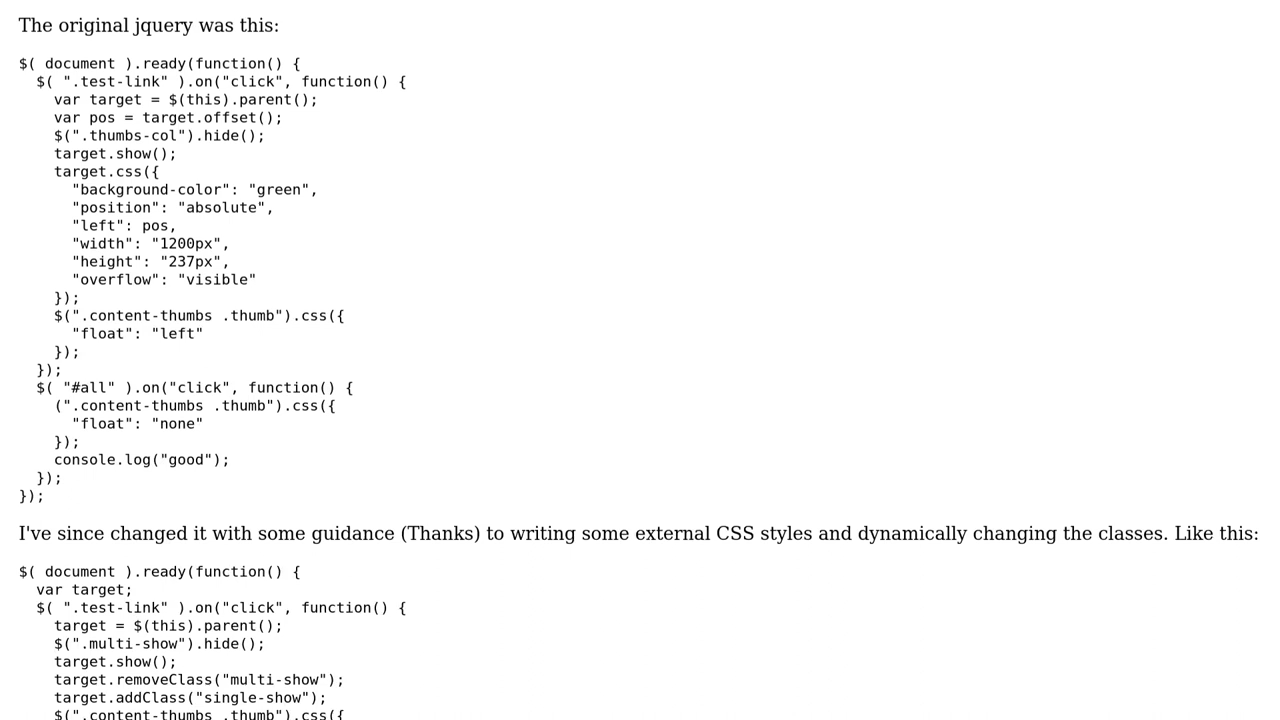 The original jquery was this:
$( document ).ready(function() {
  $( ".test-link" ).on("click", function() {
    var target = $(this).parent();
    var pos = target.offset();
    $(".thumbs-col").hide();
    target.show();
    target.css({
      "background-color": "green",
      "position": "absolute",
      "left": pos,
      "width": "1200px",
      "height": "237px",
      "overflow": "visible"
    });
    $(".content-thumbs .thumb").css({
      "float": "left"
    });
  });
  $( "#all" ).on("click", function() {
    (".content-thumbs .thumb").css({
      "float": "none"
    });
    console.log("good");
  });
});
I've since changed it with some guidance (Thanks) to writing some external CSS styles and dynamically changing the classes. Like this:
$( document ).ready(function() {
  var target;
  $( ".test-link" ).on("click", function() {
    target = $(this).parent();
    $(".multi-show").hide();
    target.show();
    target.removeClass("multi-show");
    target.addClass("single-show");
    $(".content-thumbs .thumb").css({